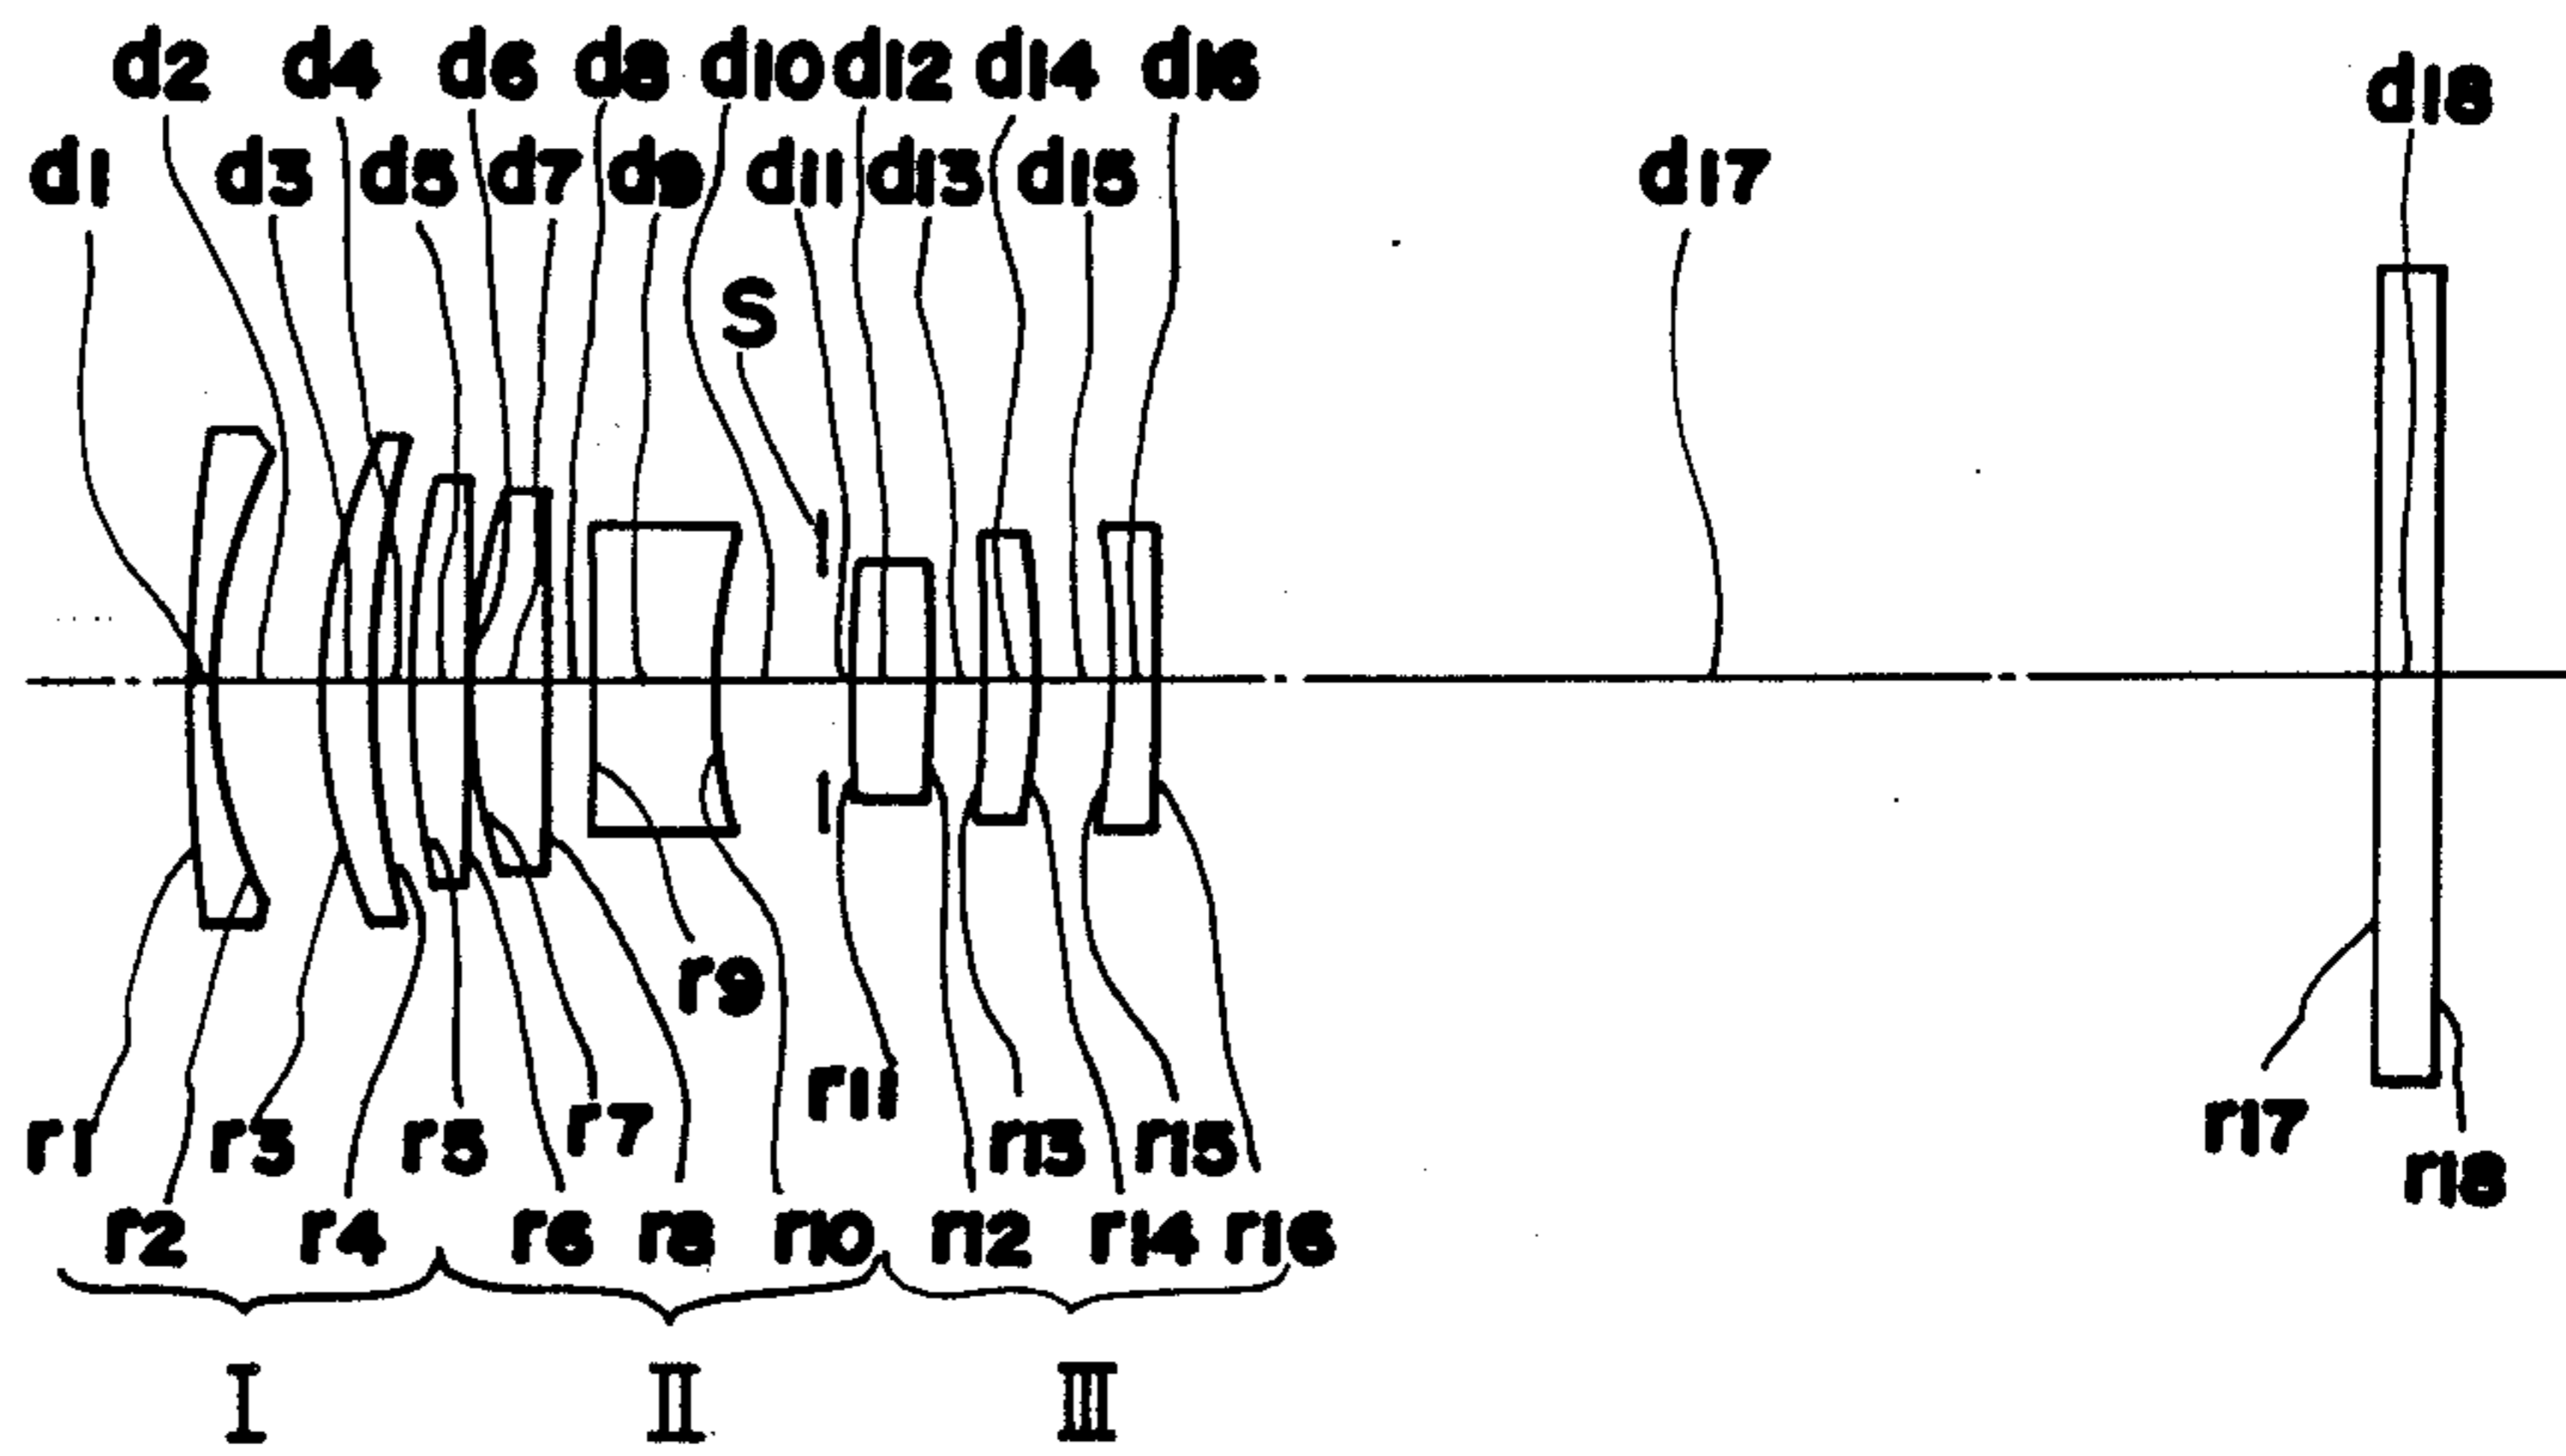 d2 d4 d6 d8 d10 d12 d14 d16 d18
d1 d3 d5 d7 d9 d11 d13 d15 d17
S
r9
r11
r1 r3 r5 r7 r13 r15 r17
r2 r4 r6 r8 r10 r12 r14 r16 r18
I II III